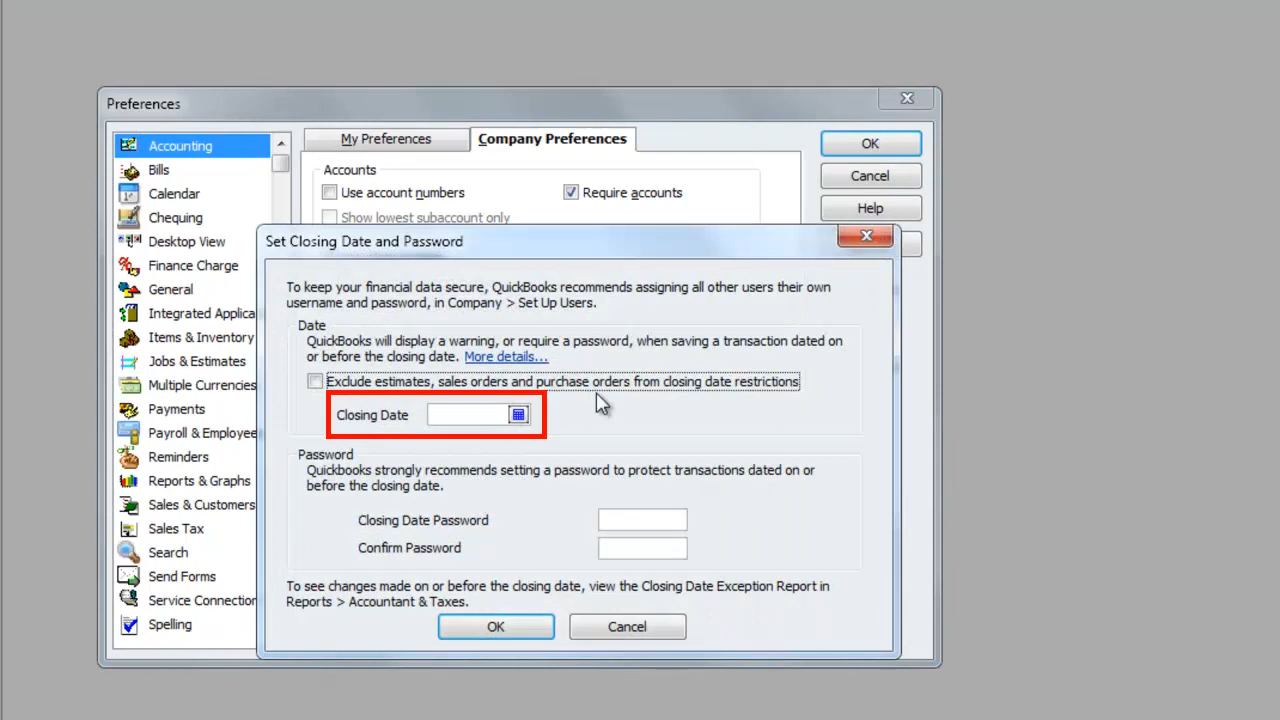 Preferences
Accounting
Bills
Calendar
Chequing
Desktop View
Finance Charge
General
Integrated Applica
Items & Inventory
Jobs & Estimates
Multiple Currencies
Payments
Payroll & Employee
Reminders
Reports & Graphs
Sales & Customers
Sales Tax
Search
Send Forms
Service Connection
Spelling
My Preferences
Company Preferences
Accounts
Use account numbers
Require accounts
Show lowest subaccount only
OK
Cancel
Help
Set Closing Date and Password
To keep your financial data secure, QuickBooks recommends assigning all other users their own
username and password, in Company > Set Up Users.
Date
QuickBooks will display a warning, or require a password, when saving a transaction dated on
or before the closing date. More details...
Exclude estimates, sales orders and purchase orders from closing date restrictions
Closing Date
Password
Quickbooks strongly recommends setting a password to protect transactions dated on or
before the closing date.
Closing Date Password
Confirm Password
To see changes made on or before the closing date, view the Closing Date Exception Report in
Reports > Accountant & Taxes.
OK
Cancel